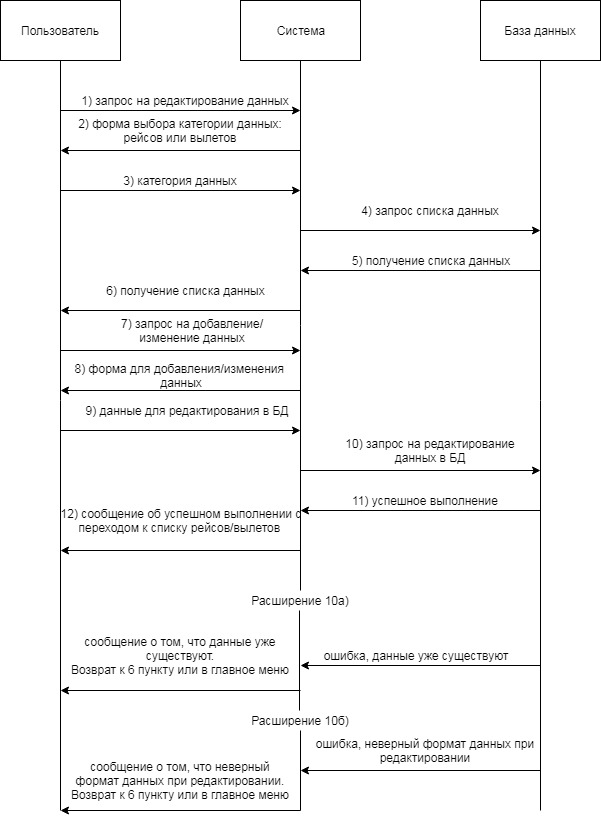 Пользователь
Система
База данных
1) запрос на редактирование данных
2) форма выбора категории данных:
рейсов или вылетов
3) категория данных
4) запрос списка данных
5) получение списка данных
6) получение списка данных
7) запрос на добавление/
изменение данных
8) форма для добавления/изменения
данных
9) данные для редактирования в БД
10) запрос на редактирование
данных в БД
11) успешное выполнение
12) сообщение об успешном выполнении с
переходом к списку рейсов/вылетов
Расширение 10а)
сообщение о том, что данные уже
существуют.
Возврат к 6 пункту или в главное меню
ошибка, данные уже существуют
Расширение 10б)
ошибка, неверный формат данных при
редактировании
сообщение о том, что неверный
формат данных при редактировании.
Возврат к 6 пункту или в главное меню